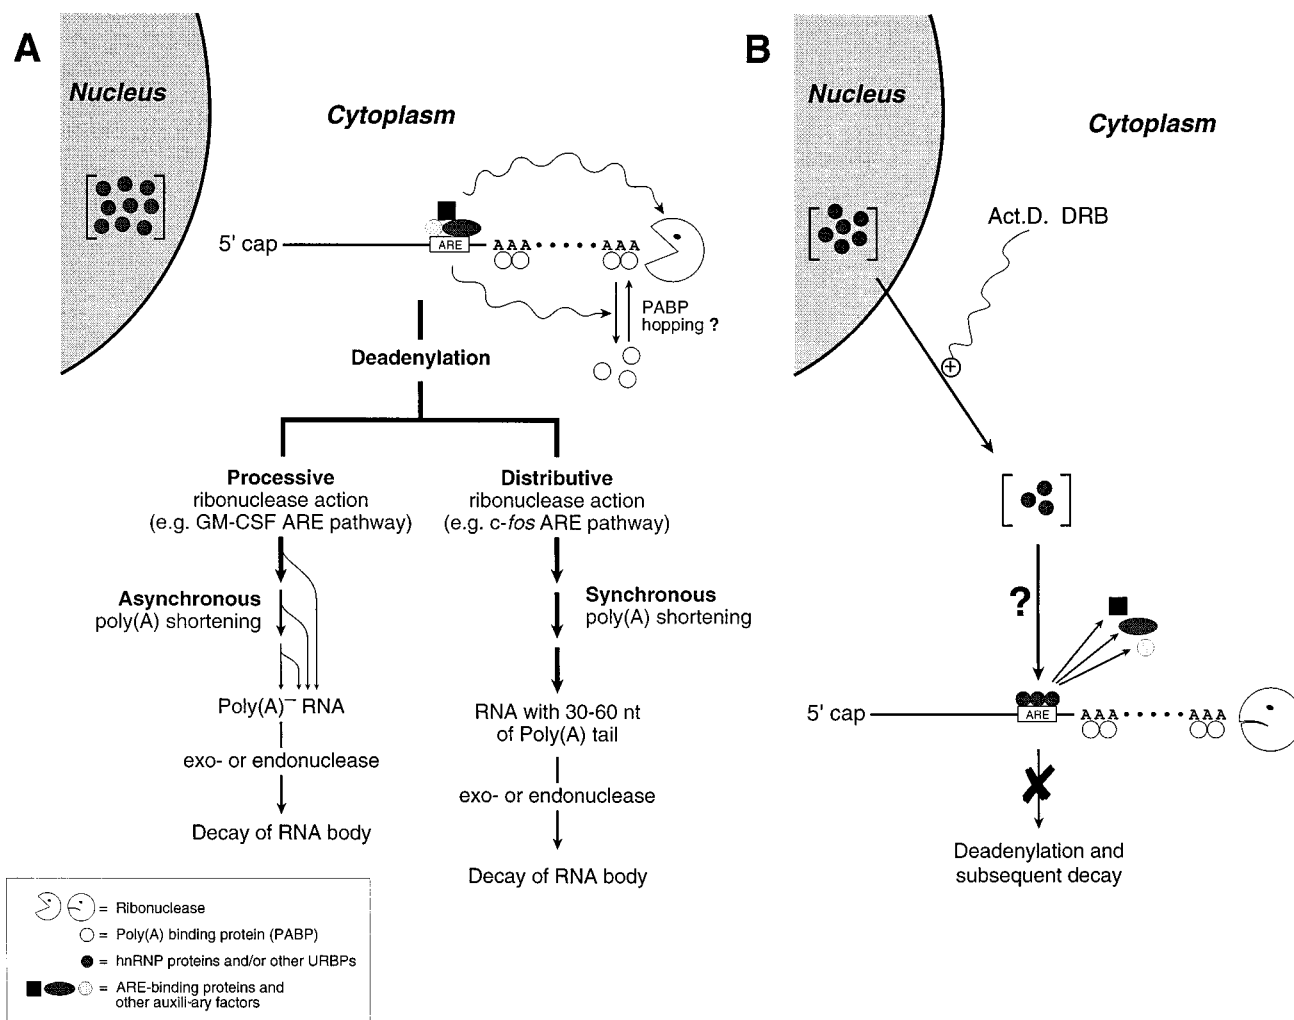 A
Nucleus
Cytoplasm
5' cap
ARE
A A A • • • • • A A A
PABP
hopping ?
Deadenylation
Processive
ribonuclease action
(e.g. GM-CSF ARE pathway)
Distributive
ribonuclease action
(e.g. c-fos ARE pathway)
Asynchronous
poly(A) shortening
Synchronous
poly(A) shortening
Poly(A)⁻ RNA
RNA with 30-60 nt
of Poly(A) tail
exo- or endonuclease
exo- or endonuclease
Decay of RNA body
Decay of RNA body
= Ribonuclease
= Poly(A) binding protein (PABP)
= hnRNP proteins and/or other URBPs
= ARE-binding proteins and
other auxili-ary factors
B
Nucleus
Cytoplasm
Act.D. DRB
+
?
5' cap
ARE
A A A • • • • • A A A
Deadenylation and
subsequent decay